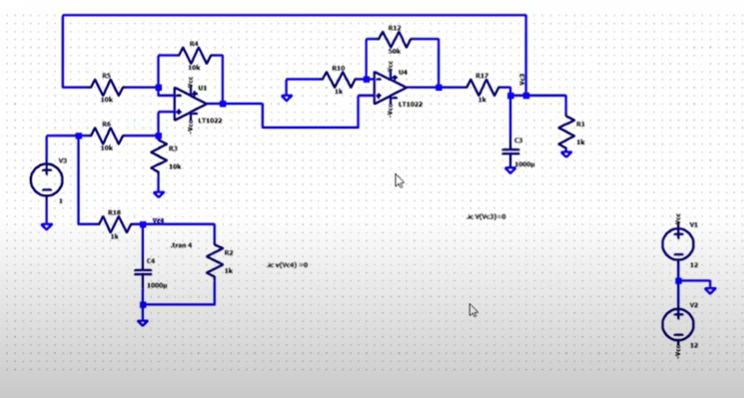 R12
50k
R4
10k
R5
10k
+Vcc
U1
LT1022
-Vcc
R10
1k
+Vcc
U4
LT1022
-Vcc
R17
1k
Vc3
C3
1000µ
R1
1k
R6
10k
R3
10k
V3
1
R18
1k
Vc4
.tran 4
C4
1000µ
R2
1k
.ic v(Vc4) =0
.ic V(Vc3)=0
+Vcc
V1
12
V2
12
-Vcc